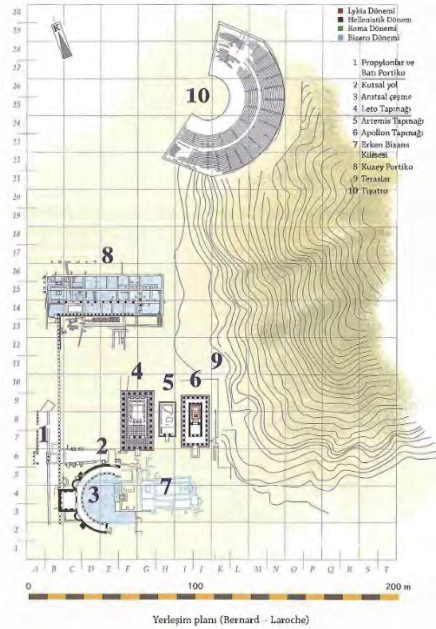 Lykia Dönemi
Hellenistik Dönem
Roma Dönemi
Bizans Dönemi
1 Propylonlar ve
Batı Portiko
2 Kutsal yol
3 Anıtsal çeşme
4 Leto Tapınağı
5 Artemis Tapınağı
6 Apollon Tapınağı
7 Erken Bizans
Kilisesi
8 Kuzey Portiko
9 Teraslar
10 Tiyatro
K
30
29
28
27
26
25
24
23
22
21
20
19
18
17
16
15
14
13
12
11
10
9
8
7
6
5
4
3
2
1
10
8
9
4
5
6
1
2
3
7
A B C D E F G H I J K L M N O P Q R S T
0 100 200 m
Yerleşim planı (Bernard - Laroche)